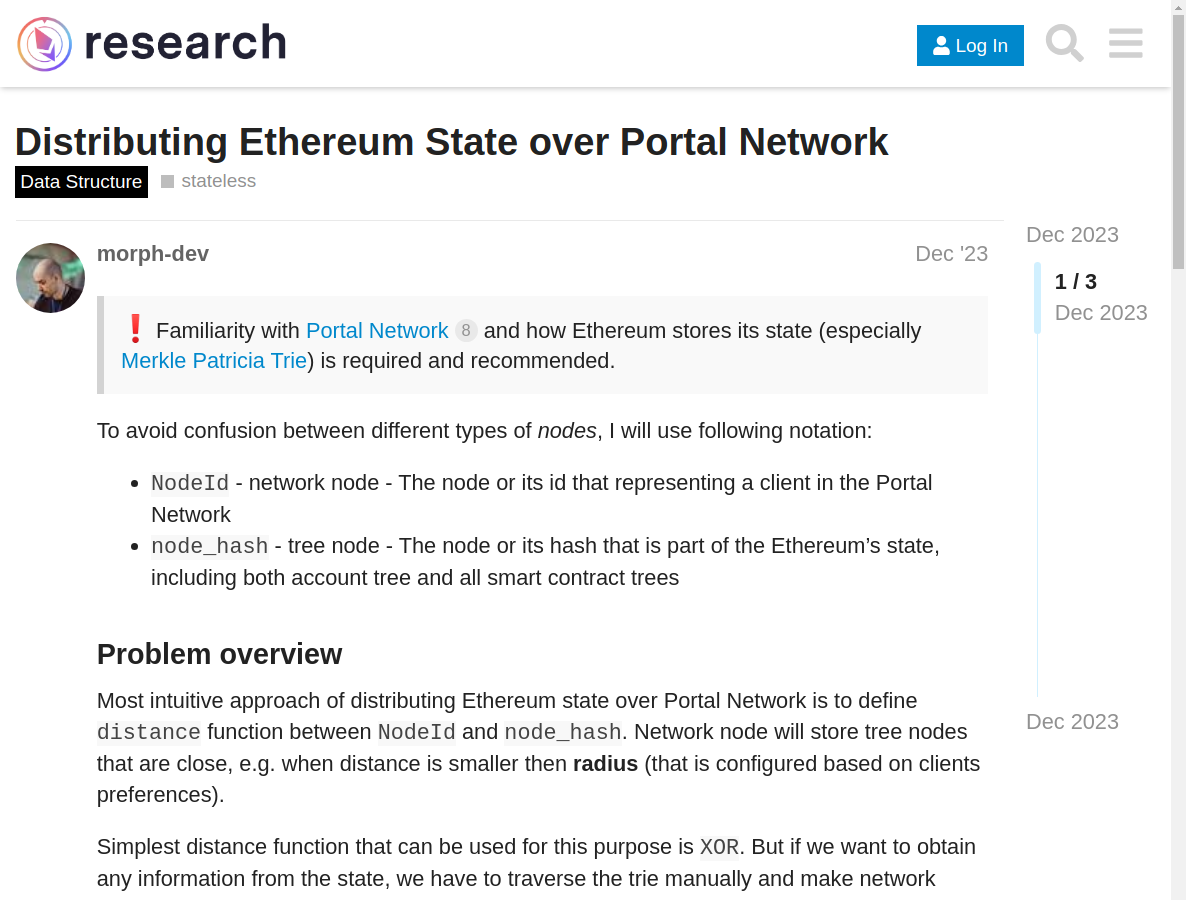 research
Log In
Distributing Ethereum State over Portal Network
Data Structure
stateless
morph-dev
Dec '23
Dec 2023
1 / 3
Dec 2023
❗ Familiarity with Portal Network 8 and how Ethereum stores its state (especially
Merkle Patricia Trie) is required and recommended.
To avoid confusion between different types of nodes, I will use following notation:
• NodeId - network node - The node or its id that representing a client in the Portal
Network
• node_hash - tree node - The node or its hash that is part of the Ethereum’s state,
including both account tree and all smart contract trees
Problem overview
Most intuitive approach of distributing Ethereum state over Portal Network is to define
distance function between NodeId and node_hash. Network node will store tree nodes
that are close, e.g. when distance is smaller then radius (that is configured based on clients
preferences).
Dec 2023
Simplest distance function that can be used for this purpose is XOR. But if we want to obtain
any information from the state, we have to traverse the trie manually and make network